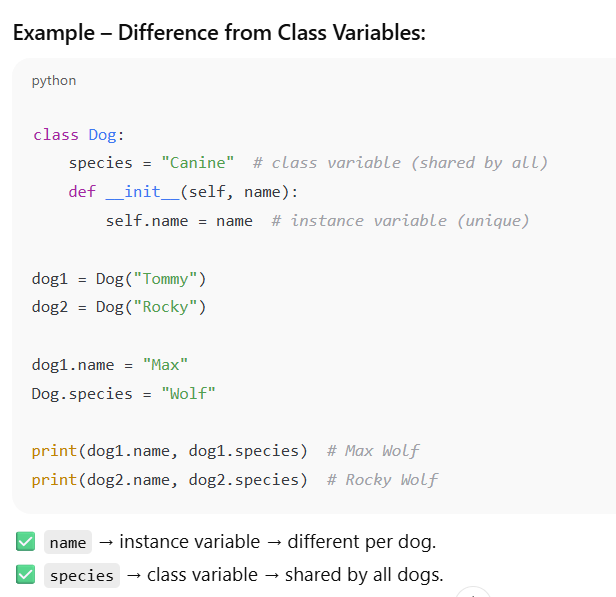 Example – Difference from Class Variables:
python
class Dog:
    species = "Canine"  # class variable (shared by all)
    def __init__(self, name):
        self.name = name  # instance variable (unique)
dog1 = Dog("Tommy")
dog2 = Dog("Rocky")
dog1.name = "Max"
Dog.species = "Wolf"
print(dog1.name, dog1.species)  # Max Wolf
print(dog2.name, dog2.species)  # Rocky Wolf
✅ name → instance variable → different per dog.
✅ species → class variable → shared by all dogs.